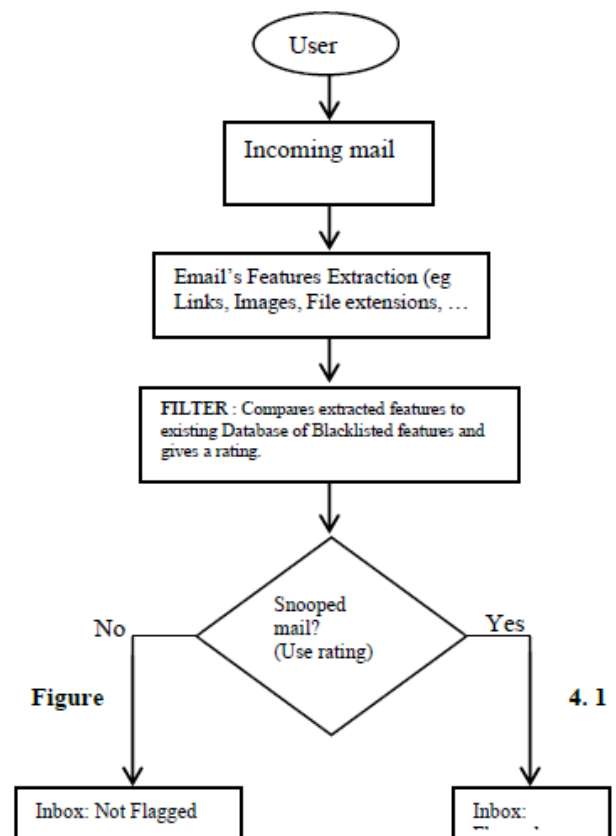 User
Incoming mail
Email’s Features Extraction (eg
Links, Images, File extensions, …
FILTER : Compares extracted features to
existing Database of Blacklisted features and
gives a rating.
Snooped
mail?
(Use rating)
No
Yes
Figure 4. 1
Inbox: Not Flagged
Inbox: